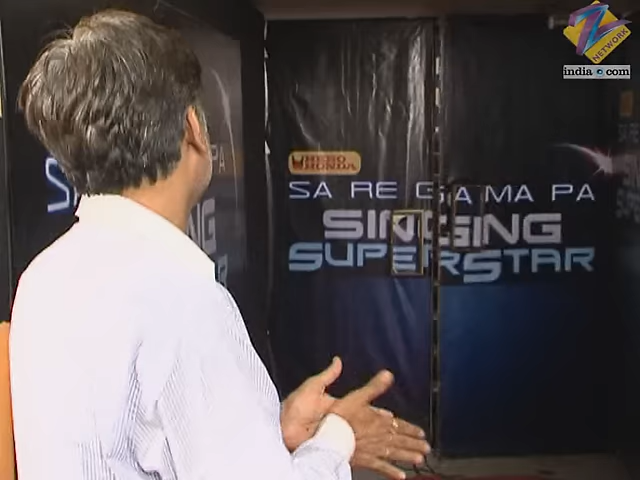 Z
NETWORK
india.com
HERO
HONDA
SA RE GA MA PA
SINGING
SUPERSTAR